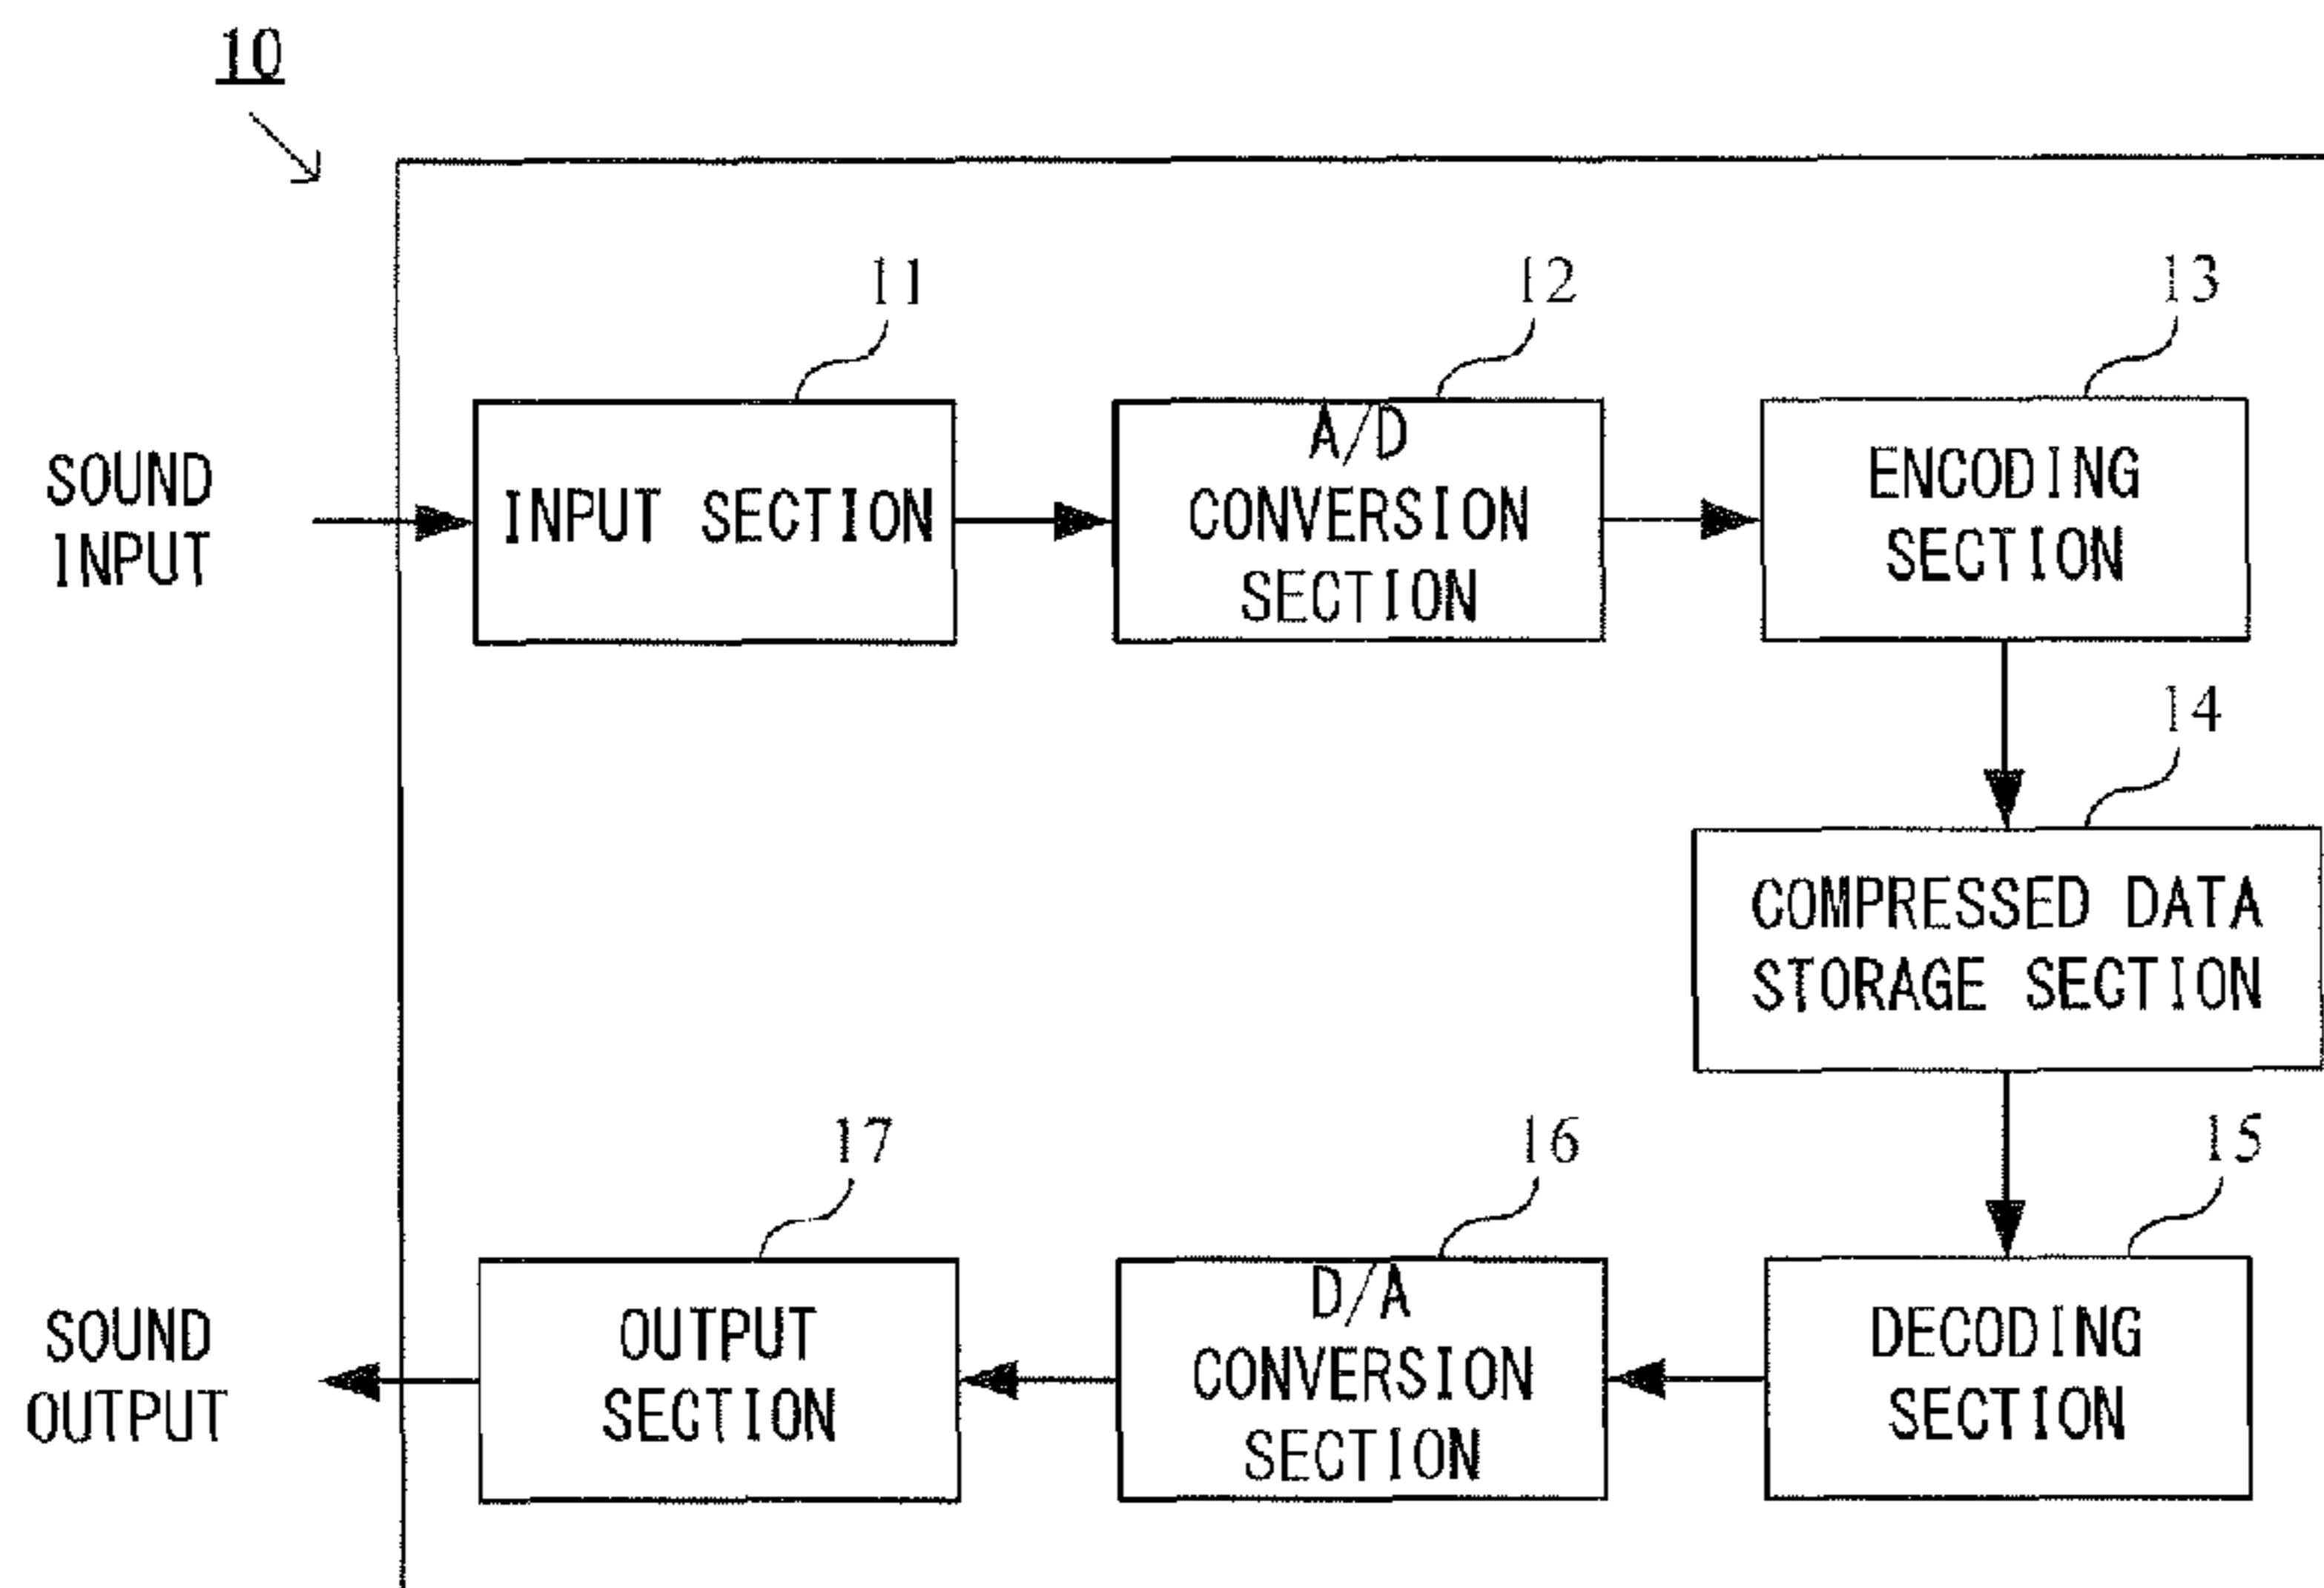 10
11
12
13
SOUND
INPUT
INPUT SECTION
A/D
CONVERSION
SECTION
ENCODING
SECTION
14
COMPRESSED DATA
STORAGE SECTION
17
16
15
SOUND
OUTPUT
OUTPUT
SECTION
D/A
CONVERSION
SECTION
DECODING
SECTION